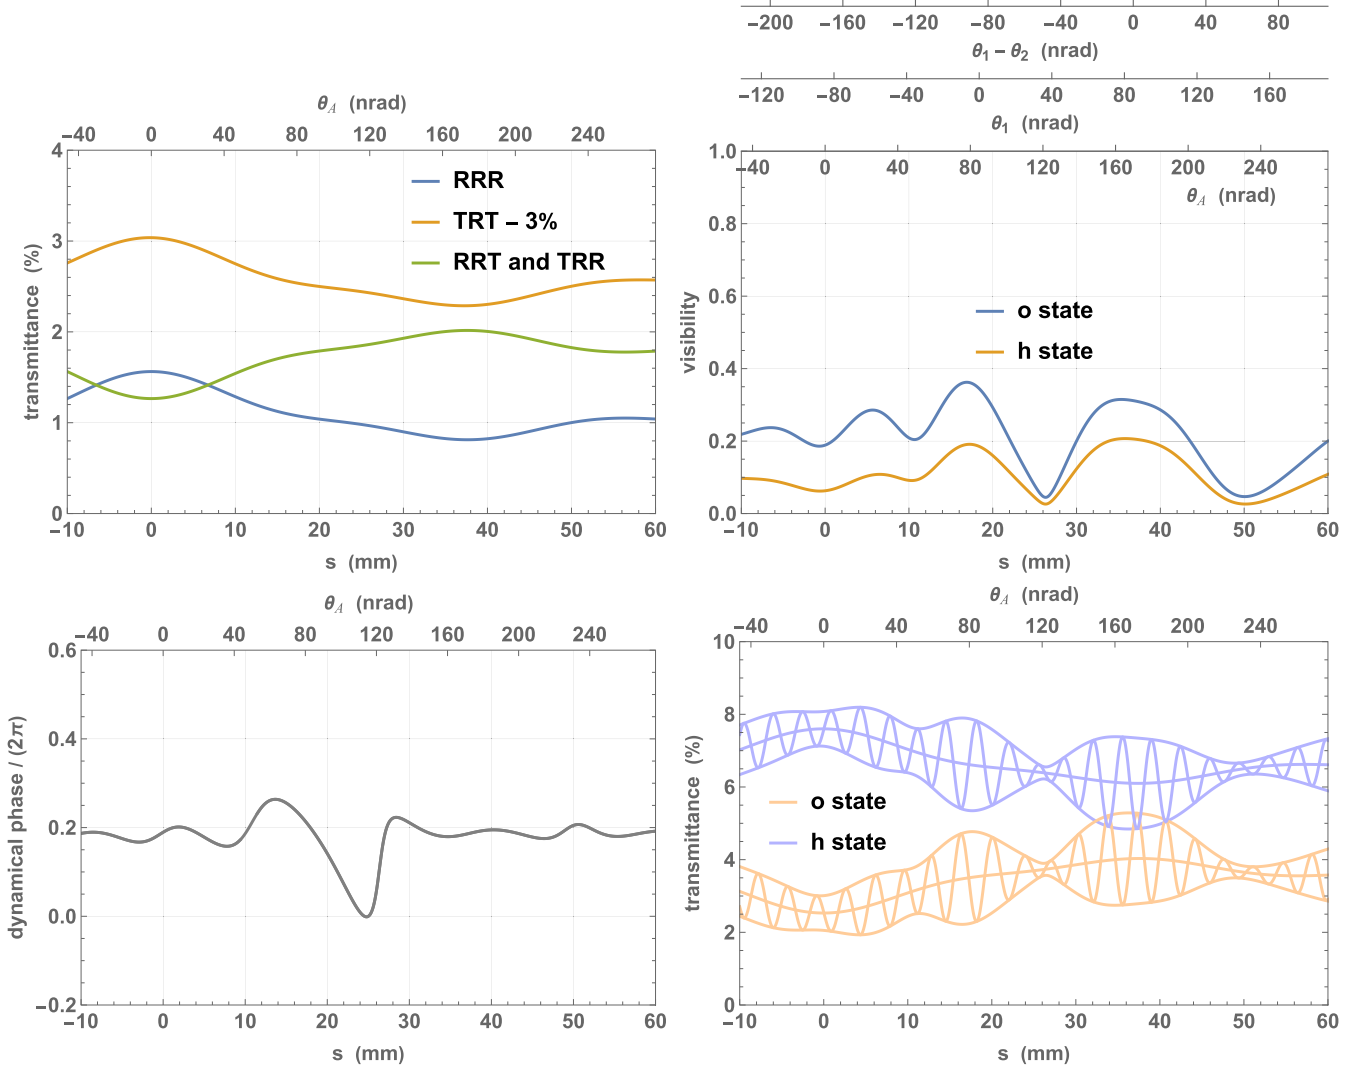 −200 −160 −120 −80 −40 0 40 80
θ1 − θ2 (nrad)
−120 −80 −40 0 40 80 120 160
θ1 (nrad)
θA (nrad)
−40 0 40 80 120 160 200 240
4
3
2
1
0
transmittance (%)
RRR
TRT − 3%
RRT and TRR
−10 0 10 20 30 40 50 60
s (mm)
1.0
0.8
0.6
0.4
0.2
0.0
visibility
−40 0 40 80 120 160 200 240
θA (nrad)
o state
h state
−10 0 10 20 30 40 50 60
s (mm)
θA (nrad)
−40 0 40 80 120 160 200 240
0.6
0.4
0.2
0.0
−0.2
dynamical phase / (2π)
−10 0 10 20 30 40 50 60
s (mm)
θA (nrad)
−40 0 40 80 120 160 200 240
10
8
6
4
2
0
transmittance (%)
o state
h state
−10 0 10 20 30 40 50 60
s (mm)